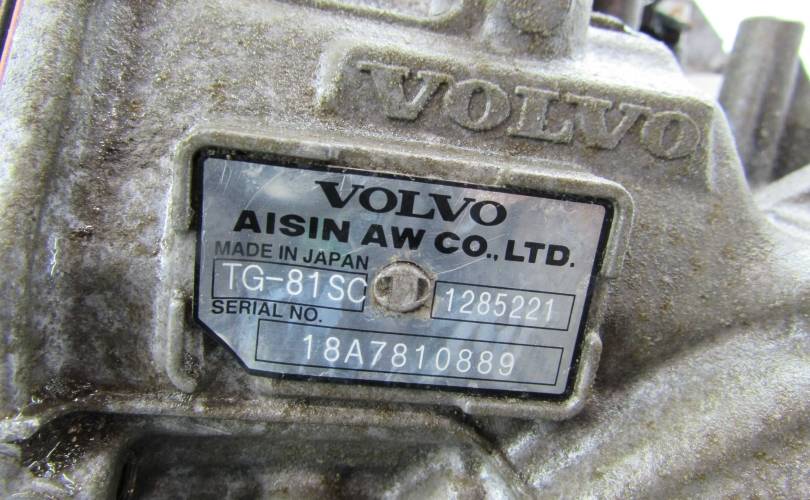 VOLVO
VOLVO
AISIN AW CO., LTD.
MADE IN JAPAN
TG-81SC 1285221
SERIAL NO.
18A7810889